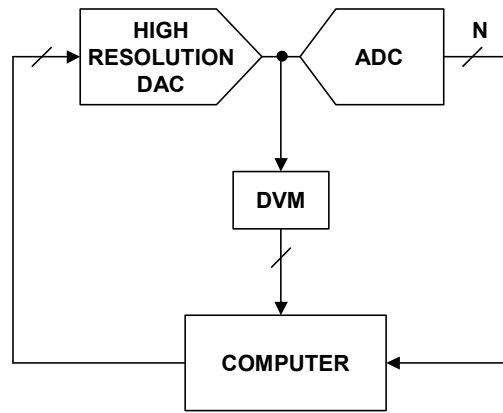 HIGH
RESOLUTION
DAC
ADC
N
DVM
COMPUTER